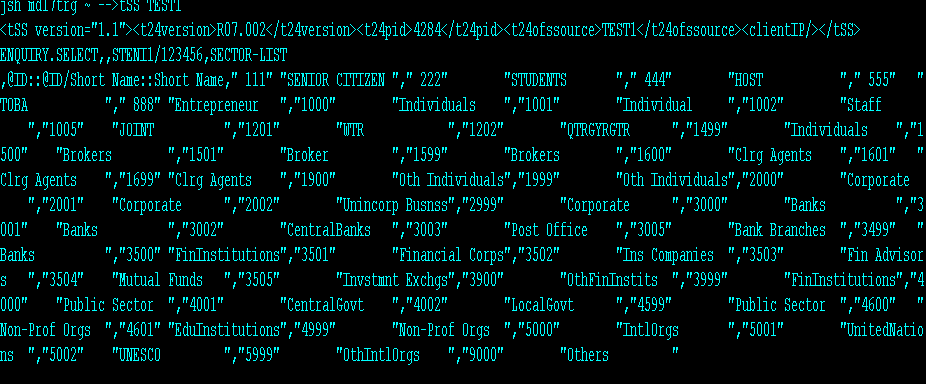 jsh md17trg ~ -->tSS TEST1
<tSS version="1.1"><t24version>R07.002</t24version><t24pid>4284</t24pid><t24ofssource>TEST1</t24ofssource><clientIP/></tSS>
ENQUIRY.SELECT,,STENI1/123456,SECTOR-LIST
,@ID::@ID/Short Name::Short Name," 111" "SENIOR CITIZEN "," 222" "STUDENTS "," 444" "HOST "," 555" "
TOBA "," 888" "Entrepreneur ","1000" "Individuals ","1001" "Individual ","1002" "Staff
","1005" "JOINT ","1201" "WTR ","1202" "QTRGYRGTR ","1499" "Individuals ","1
500" "Brokers ","1501" "Broker ","1599" "Brokers ","1600" "Clrg Agents ","1601" "
Clrg Agents ","1699" "Clrg Agents ","1900" "Oth Individuals","1999" "Oth Individuals","2000" "Corporate
","2001" "Corporate ","2002" "Unincorp Busnss","2999" "Corporate ","3000" "Banks ","3
001" "Banks ","3002" "CentralBanks ","3003" "Post Office ","3005" "Bank Branches ","3499" "
Banks ","3500" "FinInstitutions","3501" "Financial Corps","3502" "Ins Companies ","3503" "Fin Advisor
s ","3504" "Mutual Funds ","3505" "Invstmnt Exchgs","3900" "OthFinInstits ","3999" "FinInstitutions","4
000" "Public Sector ","4001" "CentralGovt ","4002" "LocalGovt ","4599" "Public Sector ","4600" "
Non-Prof Orgs ","4601" "EduInstitutions","4999" "Non-Prof Orgs ","5000" "IntlOrgs ","5001" "UnitedNatio
ns ","5002" "UNESCO ","5999" "OthIntlOrgs ","9000" "Others "